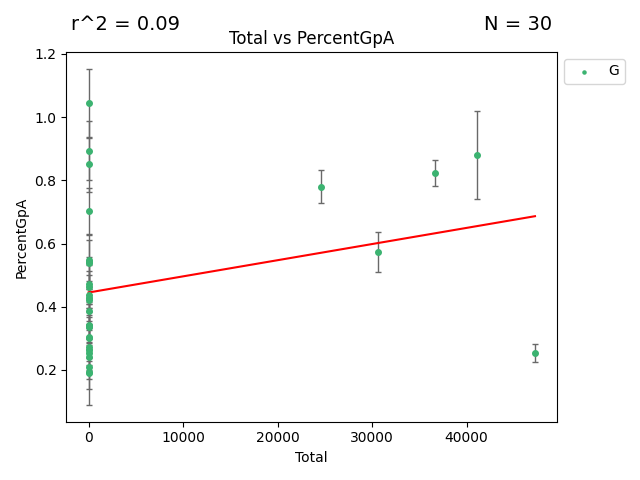 r^2 = 0.09
N = 30
Total vs PercentGpA
G
1.2
1.0
0.8
0.6
0.4
0.2
PercentGpA
0
10000
20000
30000
40000
Total